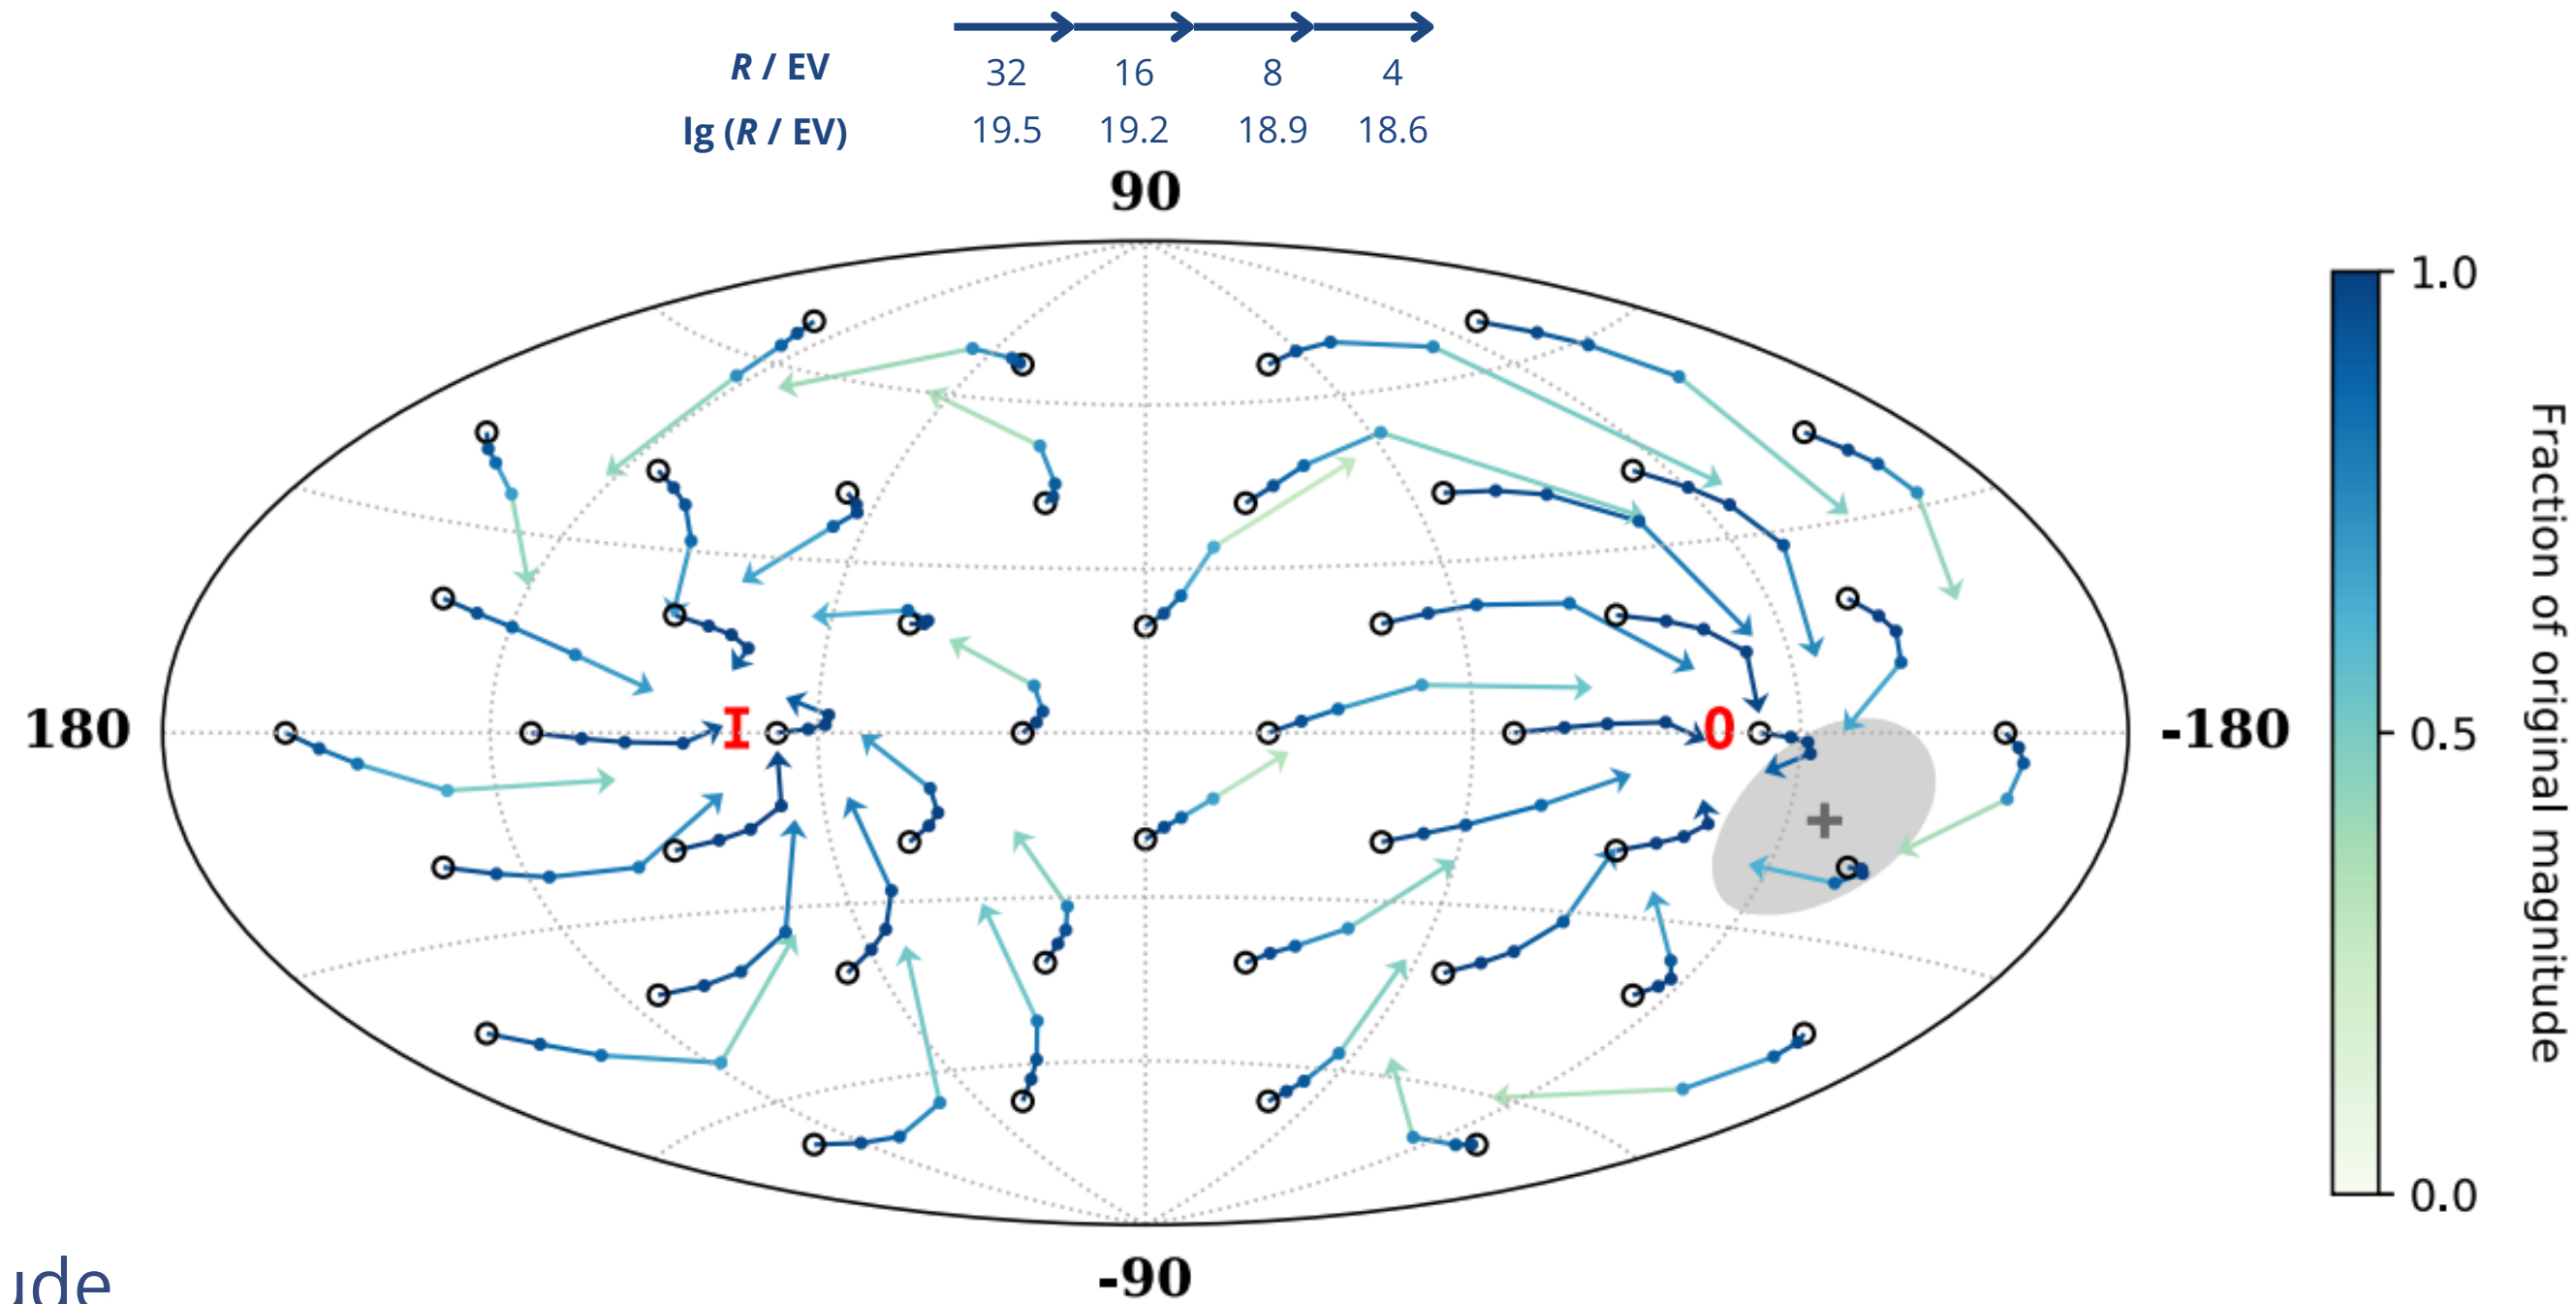 R / EV 32 16 8 4
lg (R / EV) 19.5 19.2 18.9 18.6
90
1.0
180 I O -180
0.5
Fraction of original magnitude
0.0
-90
ude